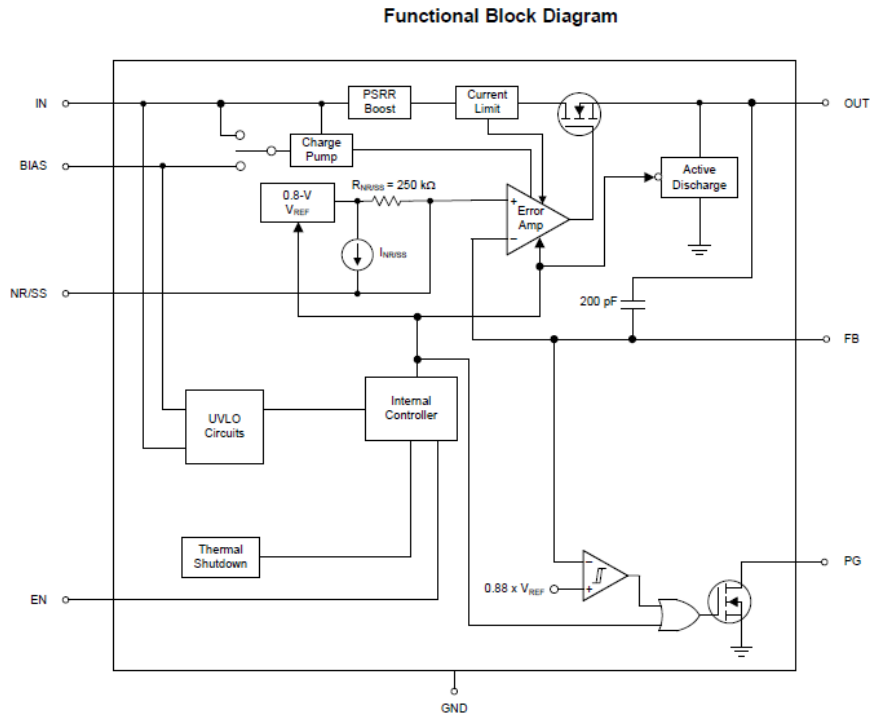 Functional Block Diagram
IN
PSRR
Boost
Current
Limit
OUT
BIAS
Charge
Pump
Active
Discharge
0.8-V
VREF
RNR/SS = 250 kΩ
+
Error
Amp
−
INR/SS
NR/SS
200 pF
FB
UVLO
Circuits
Internal
Controller
Thermal
Shutdown
EN
−
+
0.88 x VREF
PG
GND